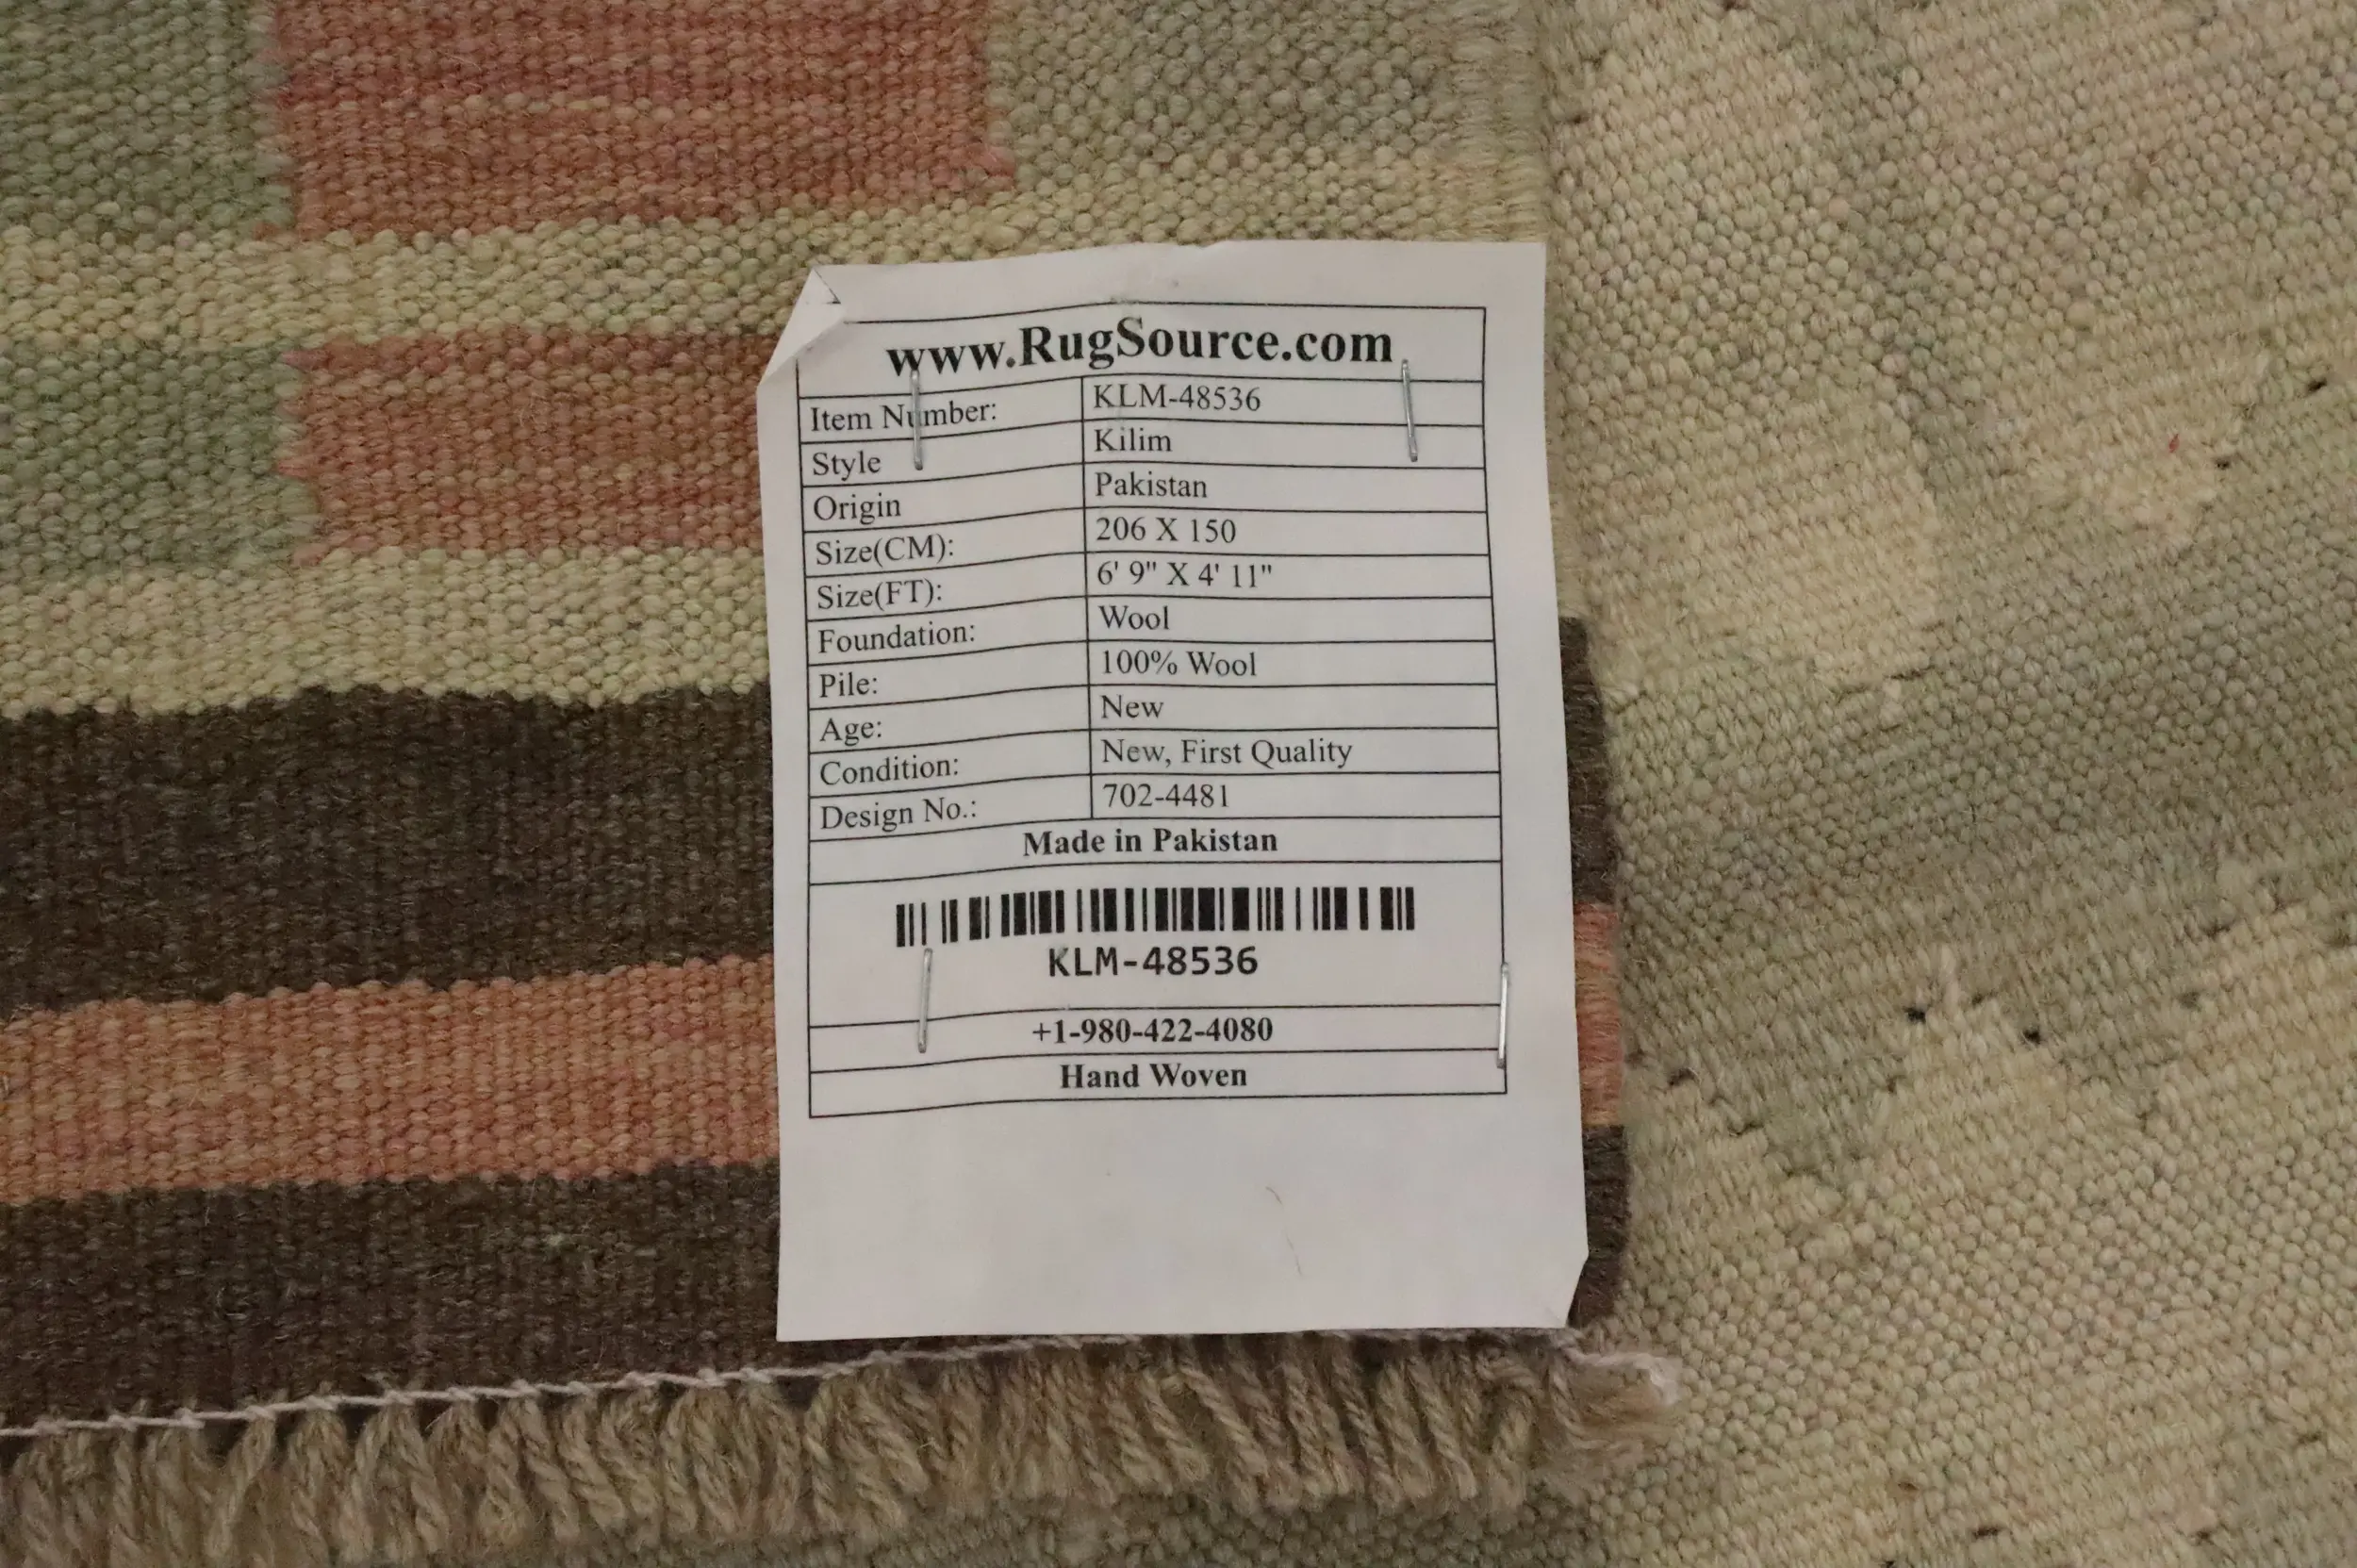 www.RugSource.com
Item Number: KLM-48536
Style Kilim
Origin Pakistan
Size(CM): 206 X 150
Size(FT): 6' 9" X 4' 11"
Foundation: Wool
Pile: 100% Wool
Age: New
Condition: New, First Quality
Design No.: 702-4481
Made in Pakistan
KLM-48536
+1-980-422-4080
Hand Woven